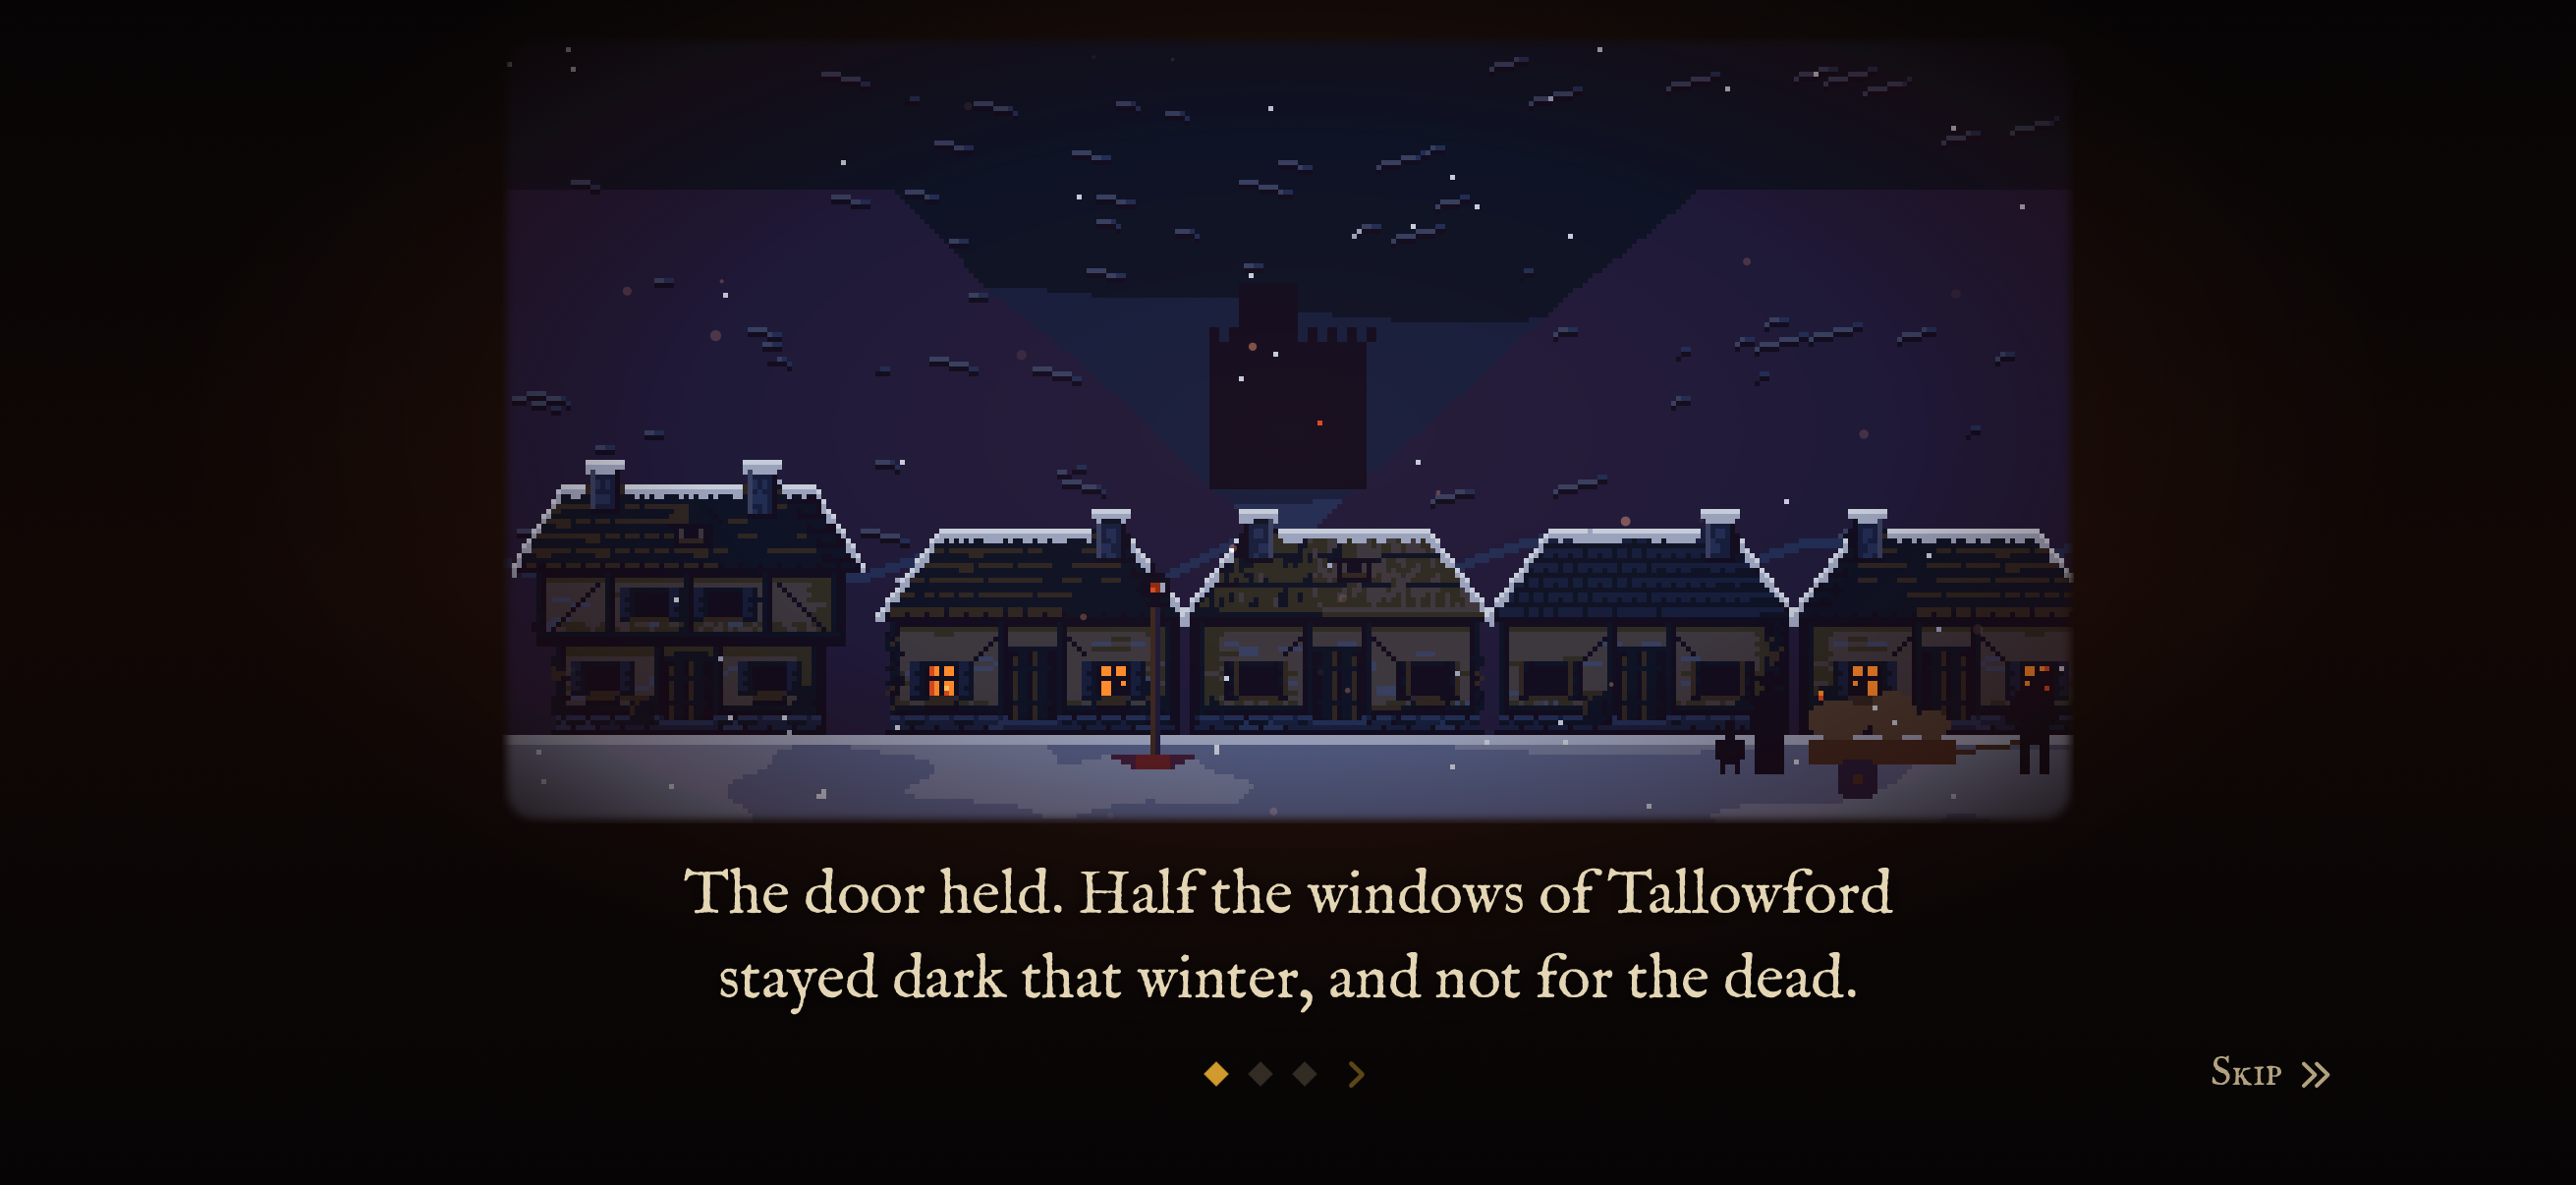 The door held. Half the windows of Tallowford
stayed dark that winter, and not for the dead.
Skip